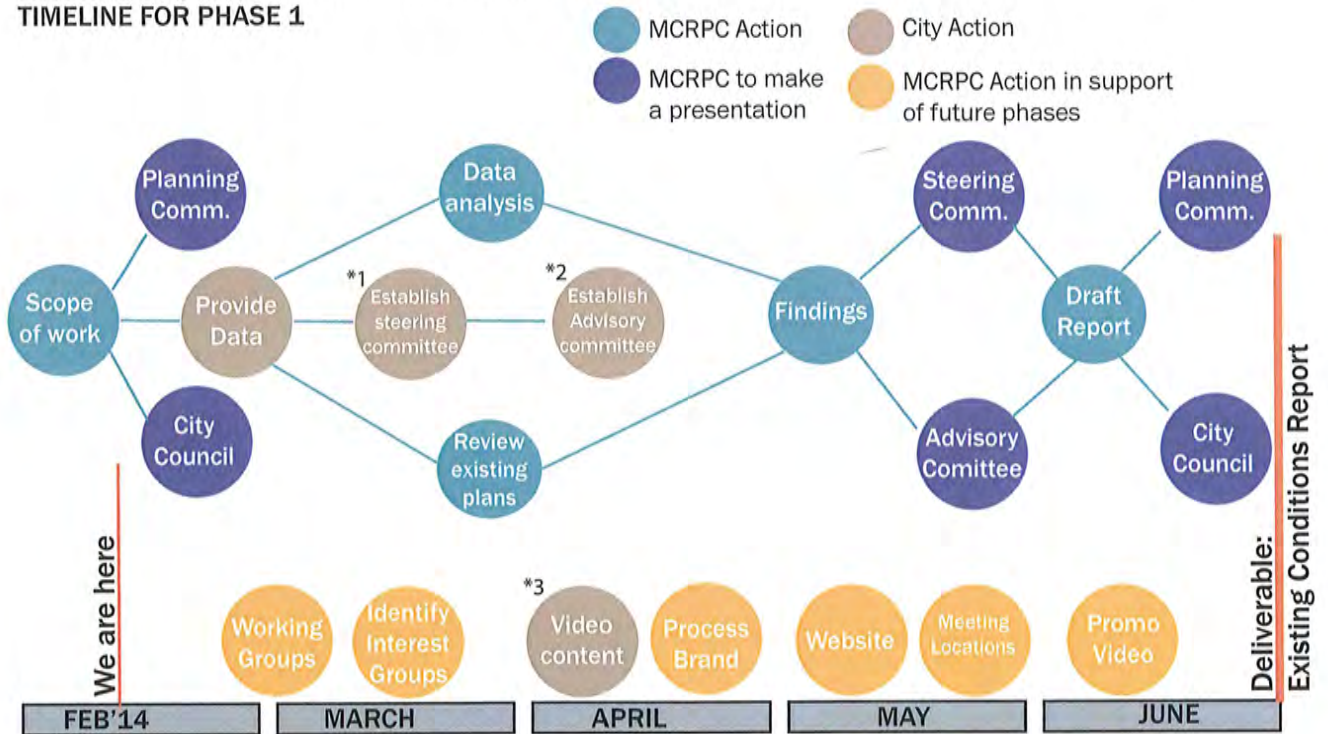 TIMELINE FOR PHASE 1
MCRPC Action
City Action
MCRPC to make
a presentation
MCRPC Action in support
of future phases
Planning
Comm.
Data
analysis
Steering
Comm.
Planning
Comm.
Scope
of work
Provide
Data
*1
Establish
steering
committee
*2
Establish
Advisory
committee
Findings
Draft
Report
City
Council
Review
existing
plans
Advisory
Comittee
City
Council
We are here
Working
Groups
Identify
Interest
Groups
*3
Video
content
Process
Brand
Website
Meeting
Locations
Promo
Video
Deliverable:
Existing Conditions Report
FEB'14
MARCH
APRIL
MAY
JUNE